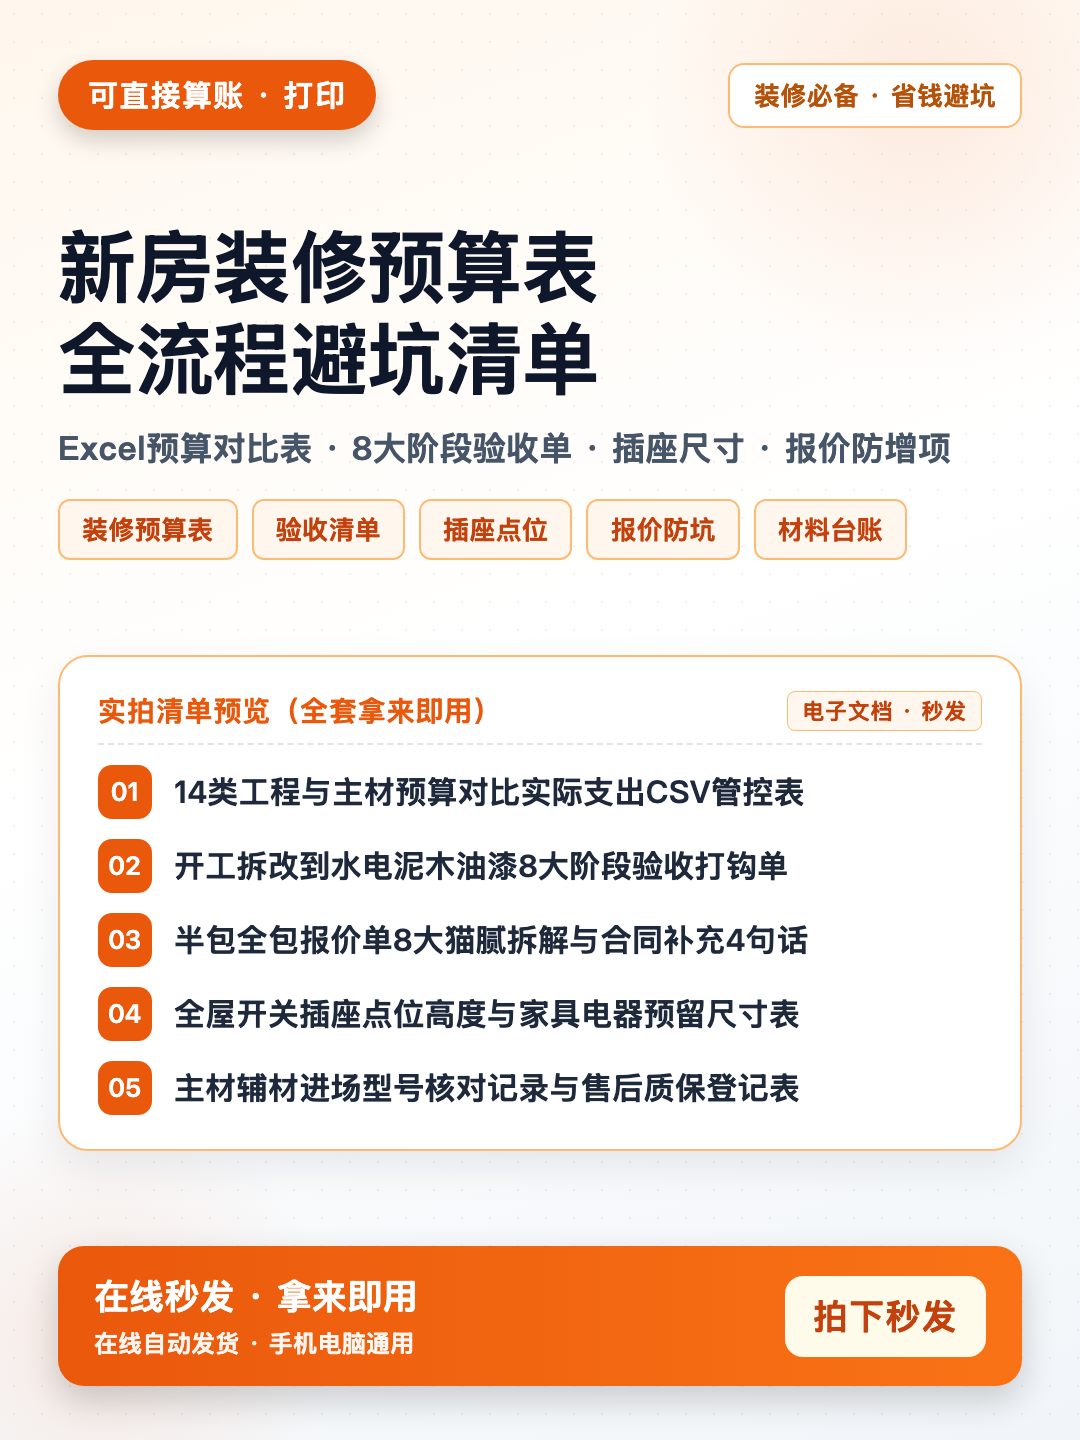 可直接算账 · 打印
装修必备 · 省钱避坑
新房装修预算表
全流程避坑清单
Excel预算对比表 · 8大阶段验收单 · 插座尺寸 · 报价防增项
装修预算表
验收清单
插座点位
报价防坑
材料台账
实拍清单预览（全套拿来即用）
电子文档 · 秒发
01 14类工程与主材预算对比实际支出CSV管控表
02 开工拆改到水电泥木油漆8大阶段验收打钩单
03 半包全包报价单8大猫腻拆解与合同补充4句话
04 全屋开关插座点位高度与家具电器预留尺寸表
05 主材辅材进场型号核对记录与售后质保登记表
在线秒发 · 拿来即用
在线自动发货 · 手机电脑通用
拍下秒发